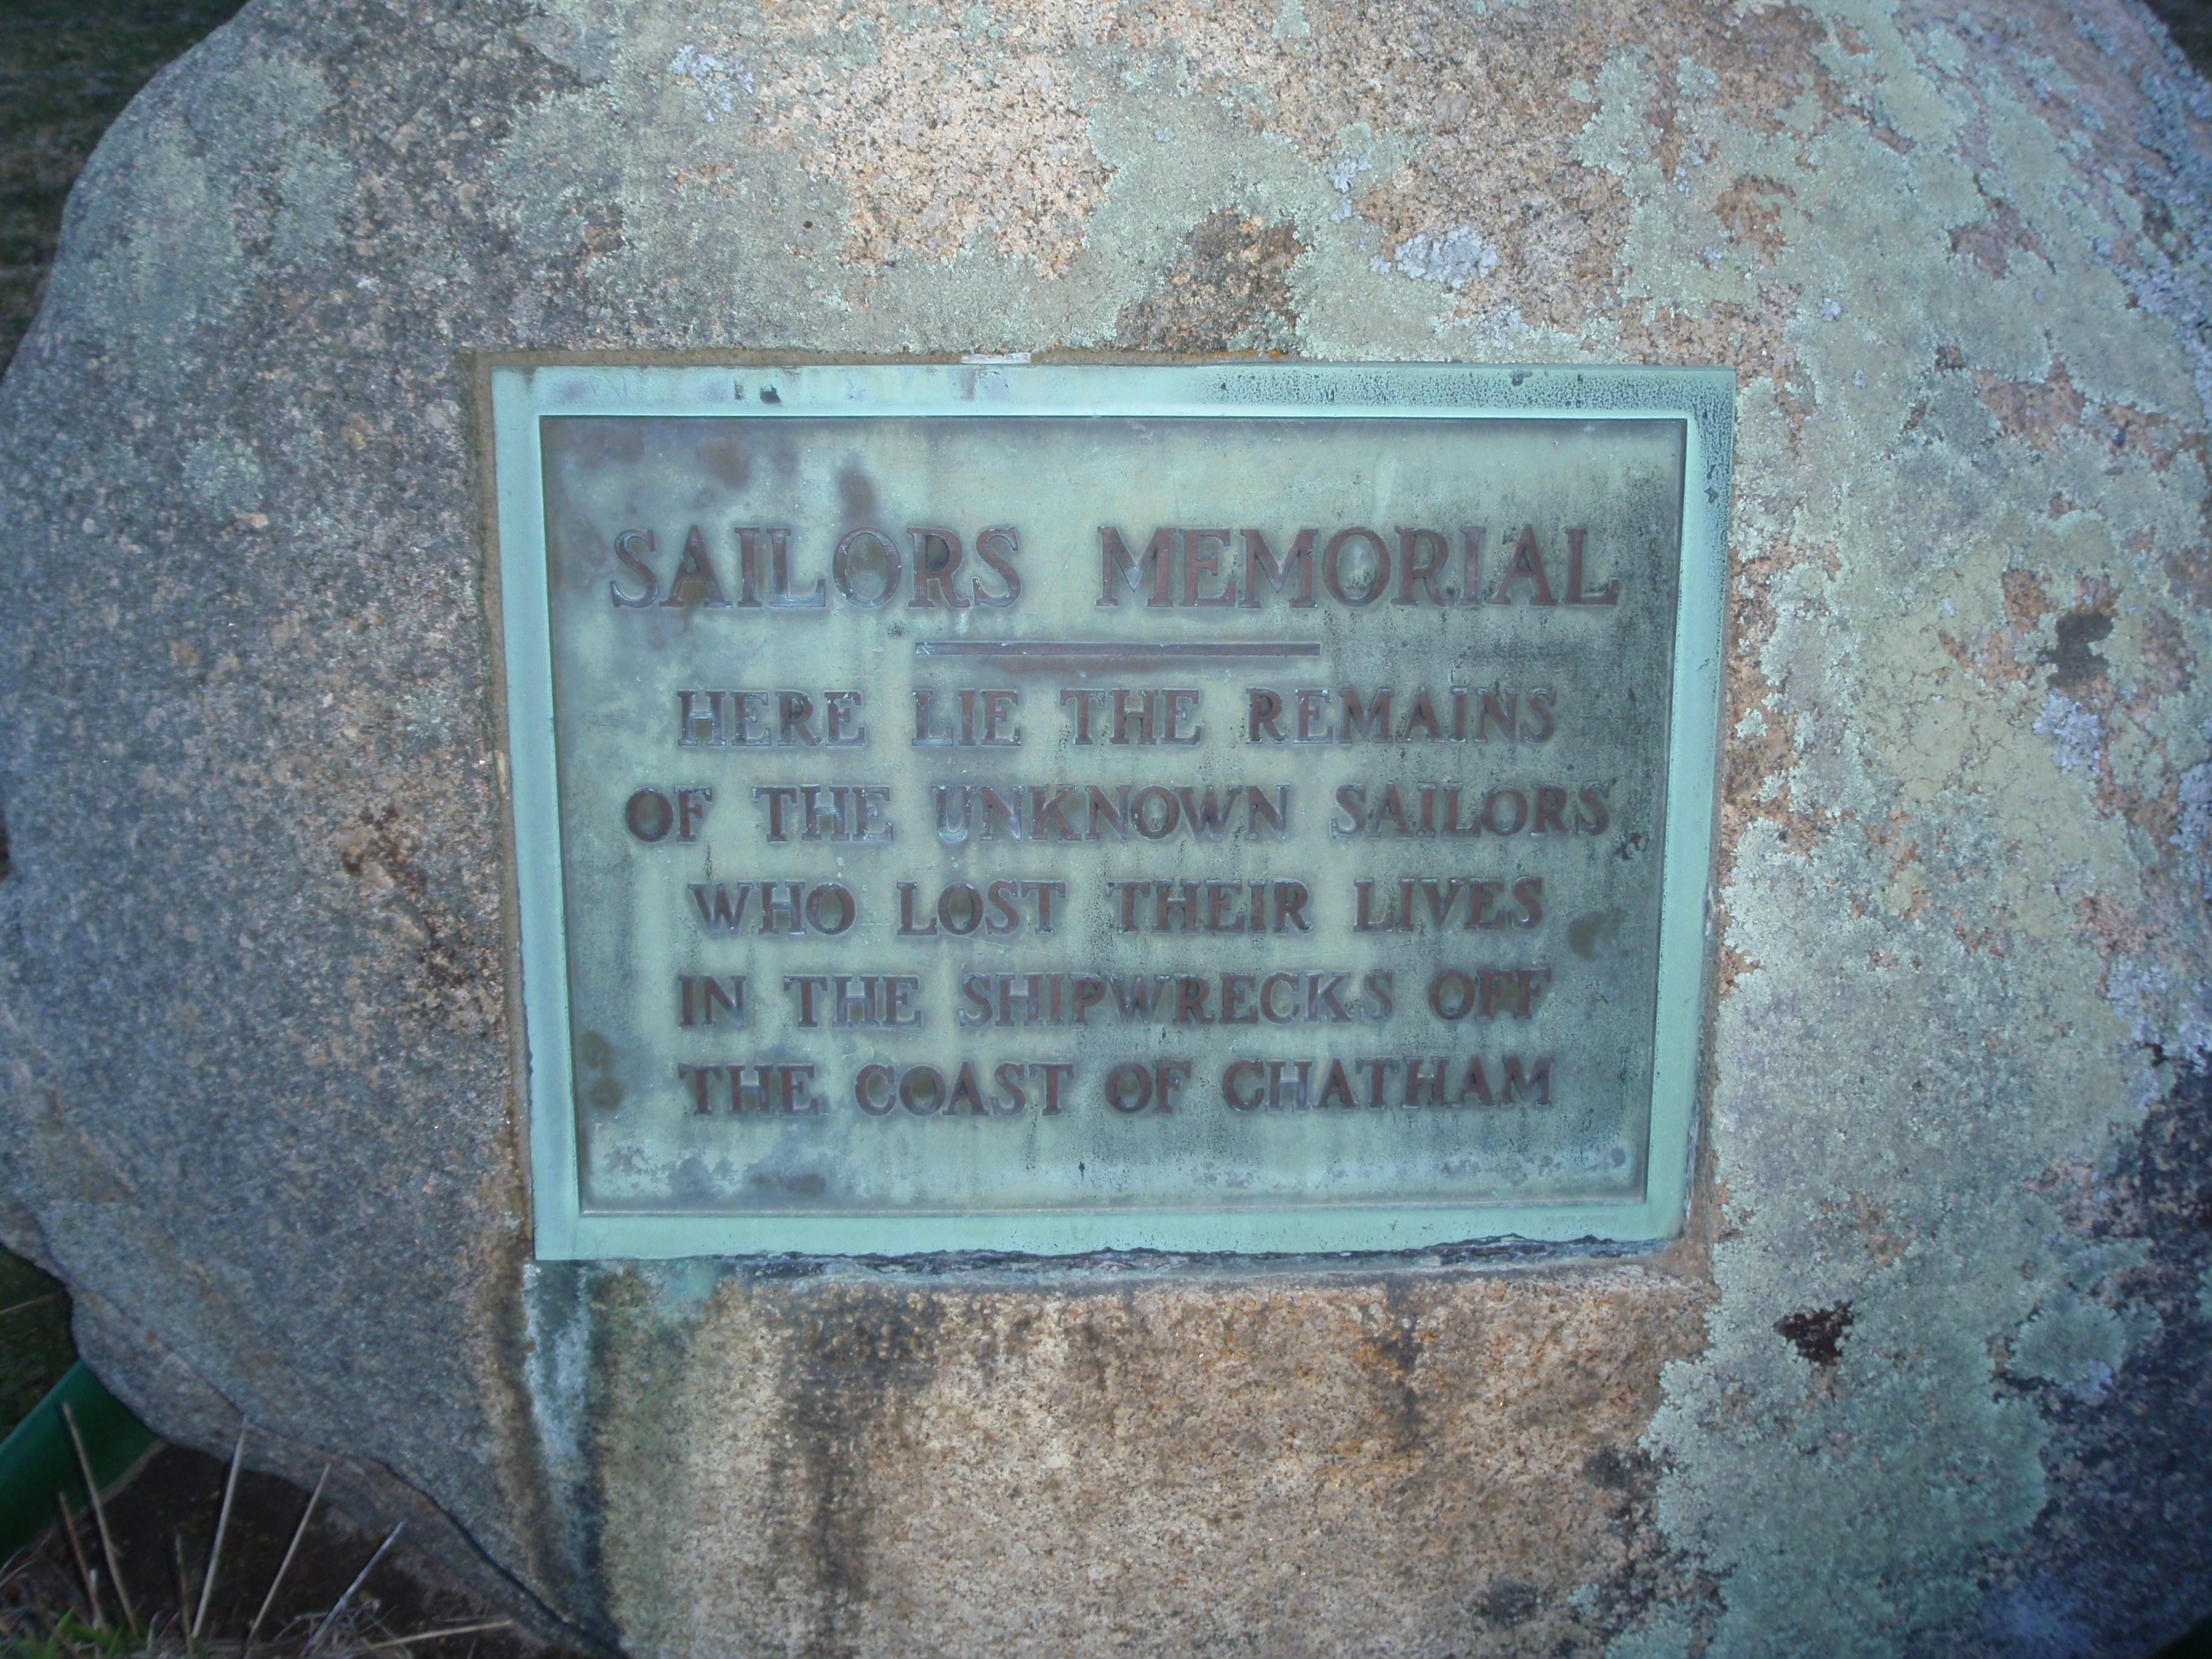 SAILORS MEMORIAL
HERE LIE THE REMAINS
OF THE UNKNOWN SAILORS
WHO LOST THEIR LIVES
IN THE SHIPWRECKS OFF
THE COAST OF CHATHAM